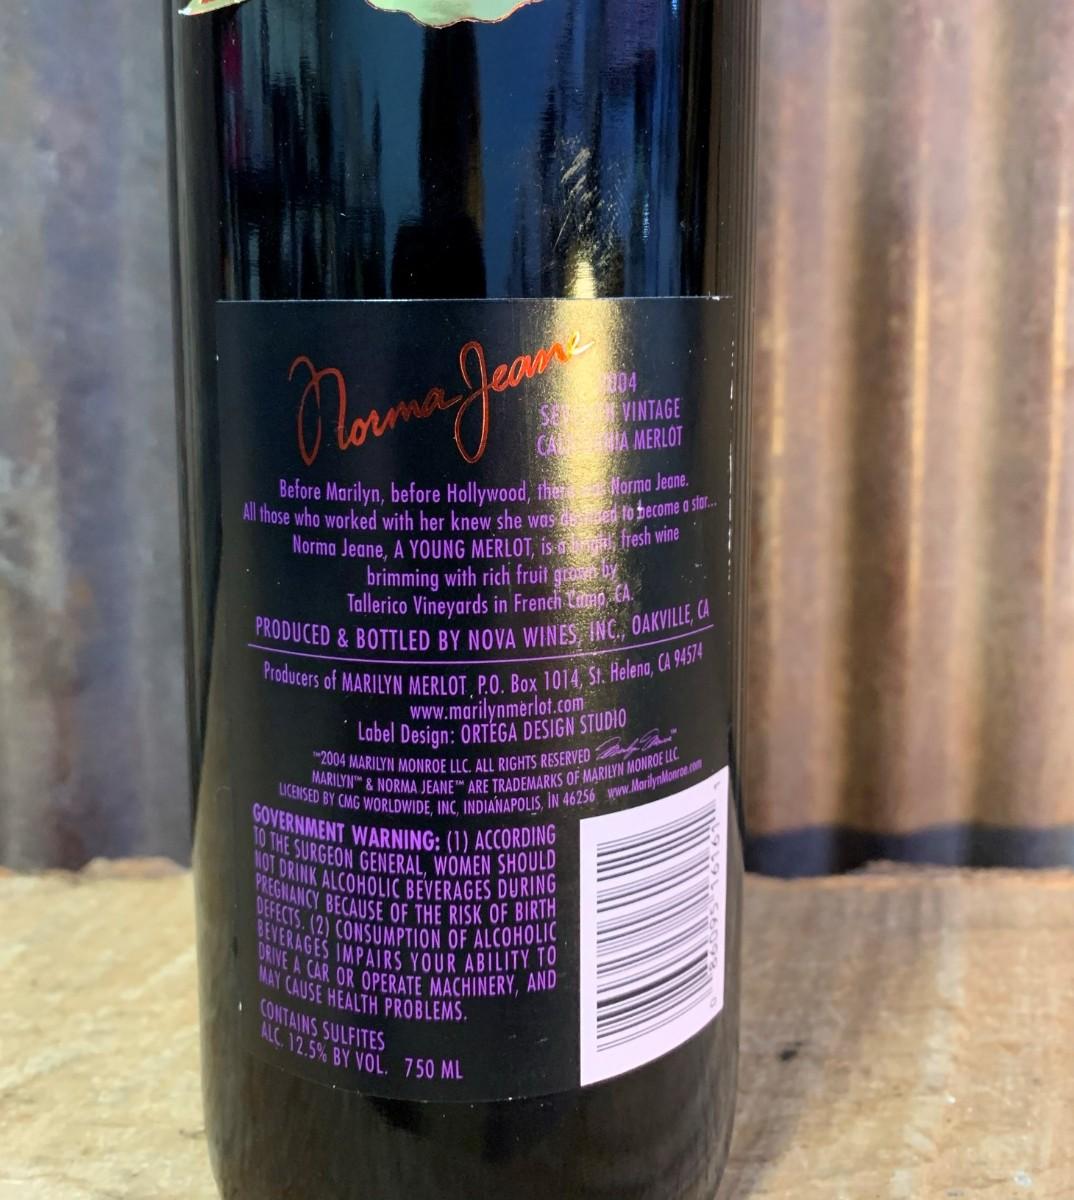 Norma Jeane
VINTAGE
MERLOT
Before Marilyn, before Hollywood, Norma Jeane.
All those who worked with her knew she was to become a star...
Norma Jeane, A YOUNG MERLOT, is a fresh wine
brimming with rich fruit grown by
Tallerico Vineyards in French Camp, CA.
PRODUCED & BOTTLED BY NOVA WINES, INC., OAKVILLE, CA
Producers of MARILYN MERLOT, P.O. Box 1014, St. Helena, CA 94574
www.marilynmerlot.com
Label Design: ORTEGA DESIGN STUDIO
™2004 MARILYN MONROE LLC. ALL RIGHTS RESERVED Marilyn Monroe™
MARILYN™ & NORMA JEANE™ ARE TRADEMARKS OF MARILYN MONROE LLC.
LICENSED BY CMG WORLDWIDE, INC, INDIANAPOLIS, IN 46256 www.MarilynMonroe.com
GOVERNMENT WARNING: (1) ACCORDING
TO THE SURGEON GENERAL, WOMEN SHOULD
NOT DRINK ALCOHOLIC BEVERAGES DURING
PREGNANCY BECAUSE OF THE RISK OF BIRTH
DEFECTS. (2) CONSUMPTION OF ALCOHOLIC
BEVERAGES IMPAIRS YOUR ABILITY TO
DRIVE A CAR OR OPERATE MACHINERY, AND
MAY CAUSE HEALTH PROBLEMS.
CONTAINS SULFITES
ALC. 12.5% BY VOL. 750 ML